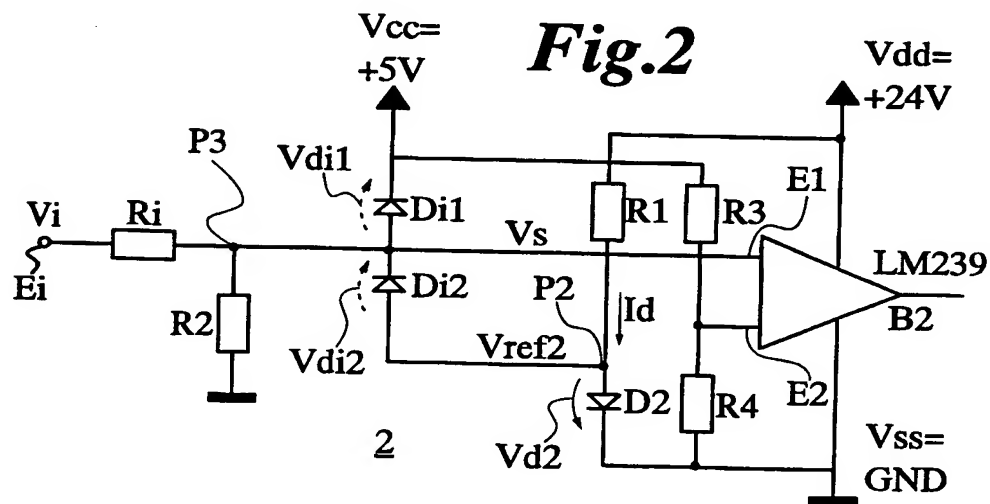 Fig.2
Vcc=
+5V
Vdd=
+24V
P3
Vdi1
Vi
Ri
Di1
R1
R3
E1
Vs
LM239
Ei
R2
Di2
P2
Id
B2
Vdi2
Vref2
E2
D2
R4
2
Vd2
Vss=
GND